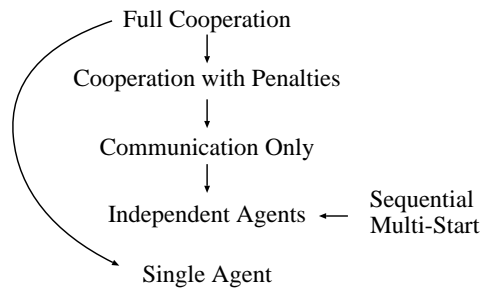 Full Cooperation
Cooperation with Penalties
Communication Only
Independent Agents
Sequential
Multi-Start
Single Agent